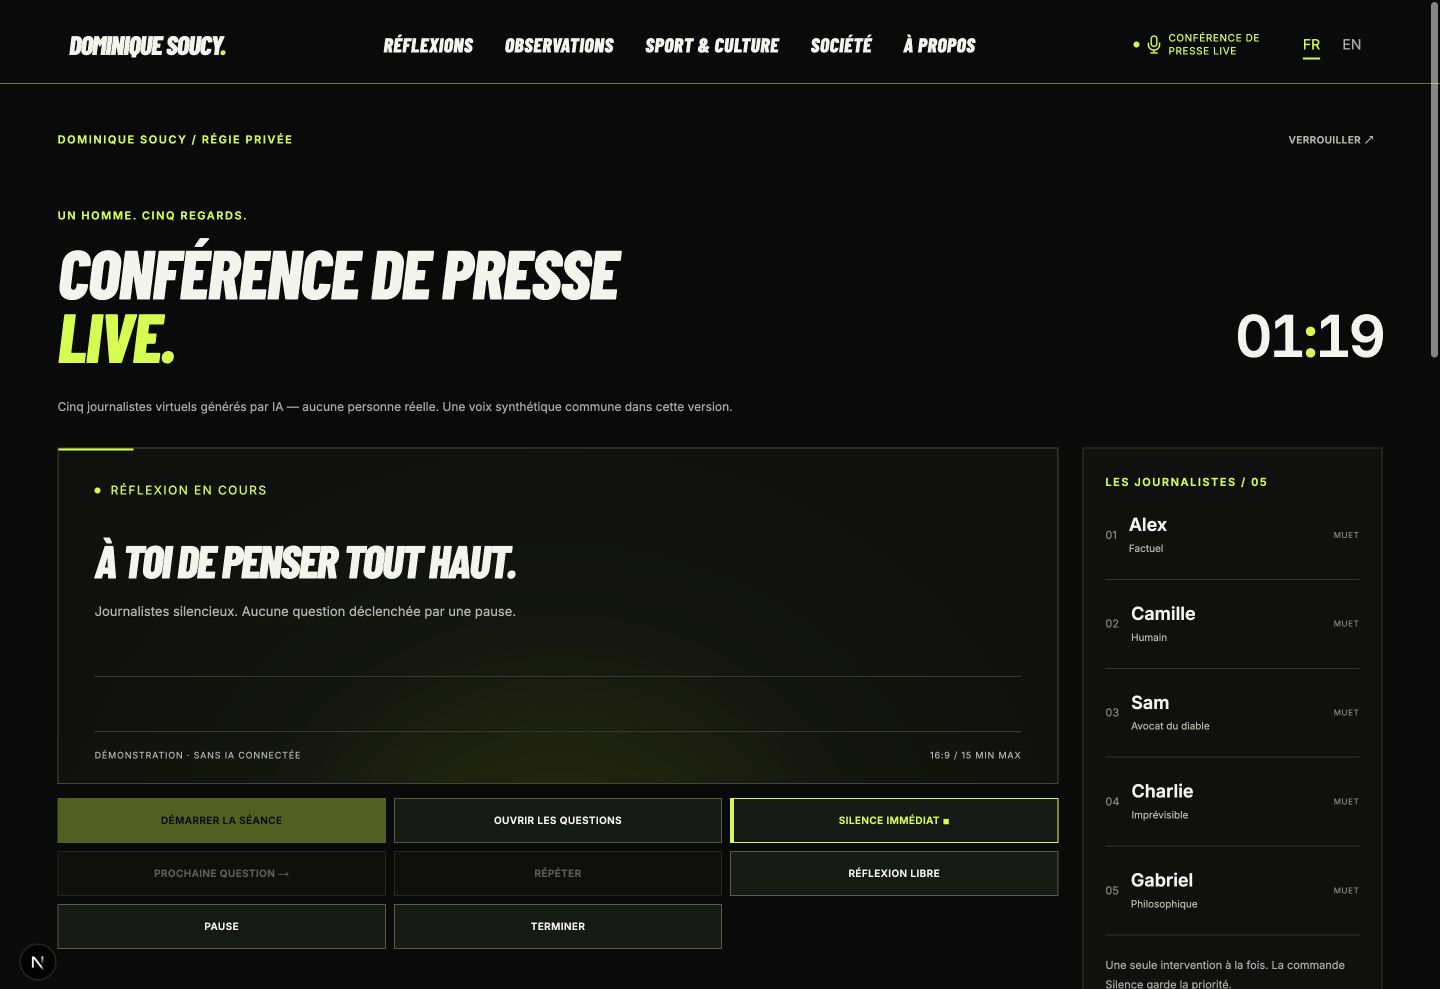 DOMINIQUE SOUCY.
RÉFLEXIONS OBSERVATIONS SPORT & CULTURE SOCIÉTÉ À PROPOS
CONFÉRENCE DE
PRESSE LIVE
FR EN
DOMINIQUE SOUCY / RÉGIE PRIVÉE
VERROUILLER ↗
UN HOMME. CINQ REGARDS.
CONFÉRENCE DE PRESSE
LIVE.
01:19
Cinq journalistes virtuels générés par IA — aucune personne réelle. Une voix synthétique commune dans cette version.
RÉFLEXION EN COURS
À TOI DE PENSER TOUT HAUT.
Journalistes silencieux. Aucune question déclenchée par une pause.
DÉMONSTRATION · SANS IA CONNECTÉE
16:9 / 15 MIN MAX
DÉMARRER LA SÉANCE
OUVRIR LES QUESTIONS
SILENCE IMMÉDIAT ■
PROCHAINE QUESTION →
RÉPÉTER
RÉFLEXION LIBRE
PAUSE
TERMINER
LES JOURNALISTES / 05
01 Alex MUET
Factuel
02 Camille MUET
Humain
03 Sam MUET
Avocat du diable
04 Charlie MUET
Imprévisible
05 Gabriel MUET
Philosophique
Une seule intervention à la fois. La commande
Silence garde la priorité.
N